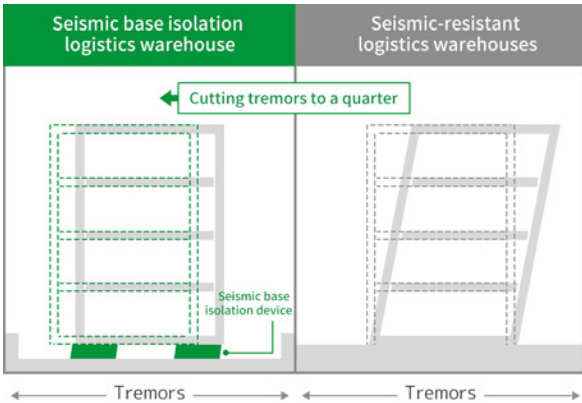 Seismic base isolation
logistics warehouse
Seismic-resistant
logistics warehouses
Cutting tremors to a quarter
Seismic base
isolation device
Tremors
Tremors